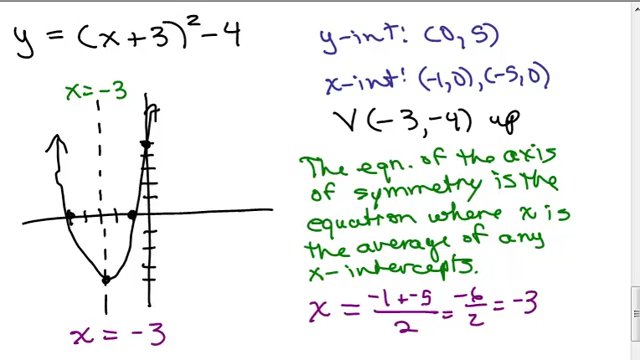 y = (x+3)² - 4
y-int: (0, 5)
x-int: (-1, 0), (-5, 0)
V (-3, -4) up
x = -3
The eqn. of the axis
of symmetry is the
equation where x is
the average of any
x-intercepts.
x = (-1 + -5)/2 = -6/2 = -3
x = -3